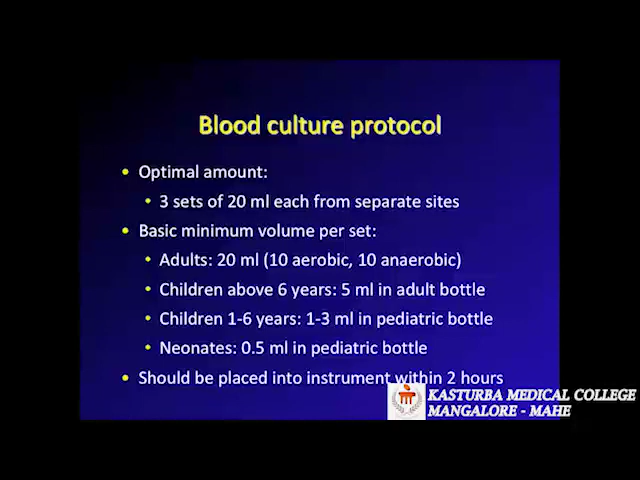 Blood culture protocol
• Optimal amount:
• 3 sets of 20 ml each from separate sites
• Basic minimum volume per set:
• Adults: 20 ml (10 aerobic, 10 anaerobic)
• Children above 6 years: 5 ml in adult bottle
• Children 1-6 years: 1-3 ml in pediatric bottle
• Neonates: 0.5 ml in pediatric bottle
• Should be placed into instrument within 2 hours
KASTURBA MEDICAL COLLEGE
MANGALORE - MAHE